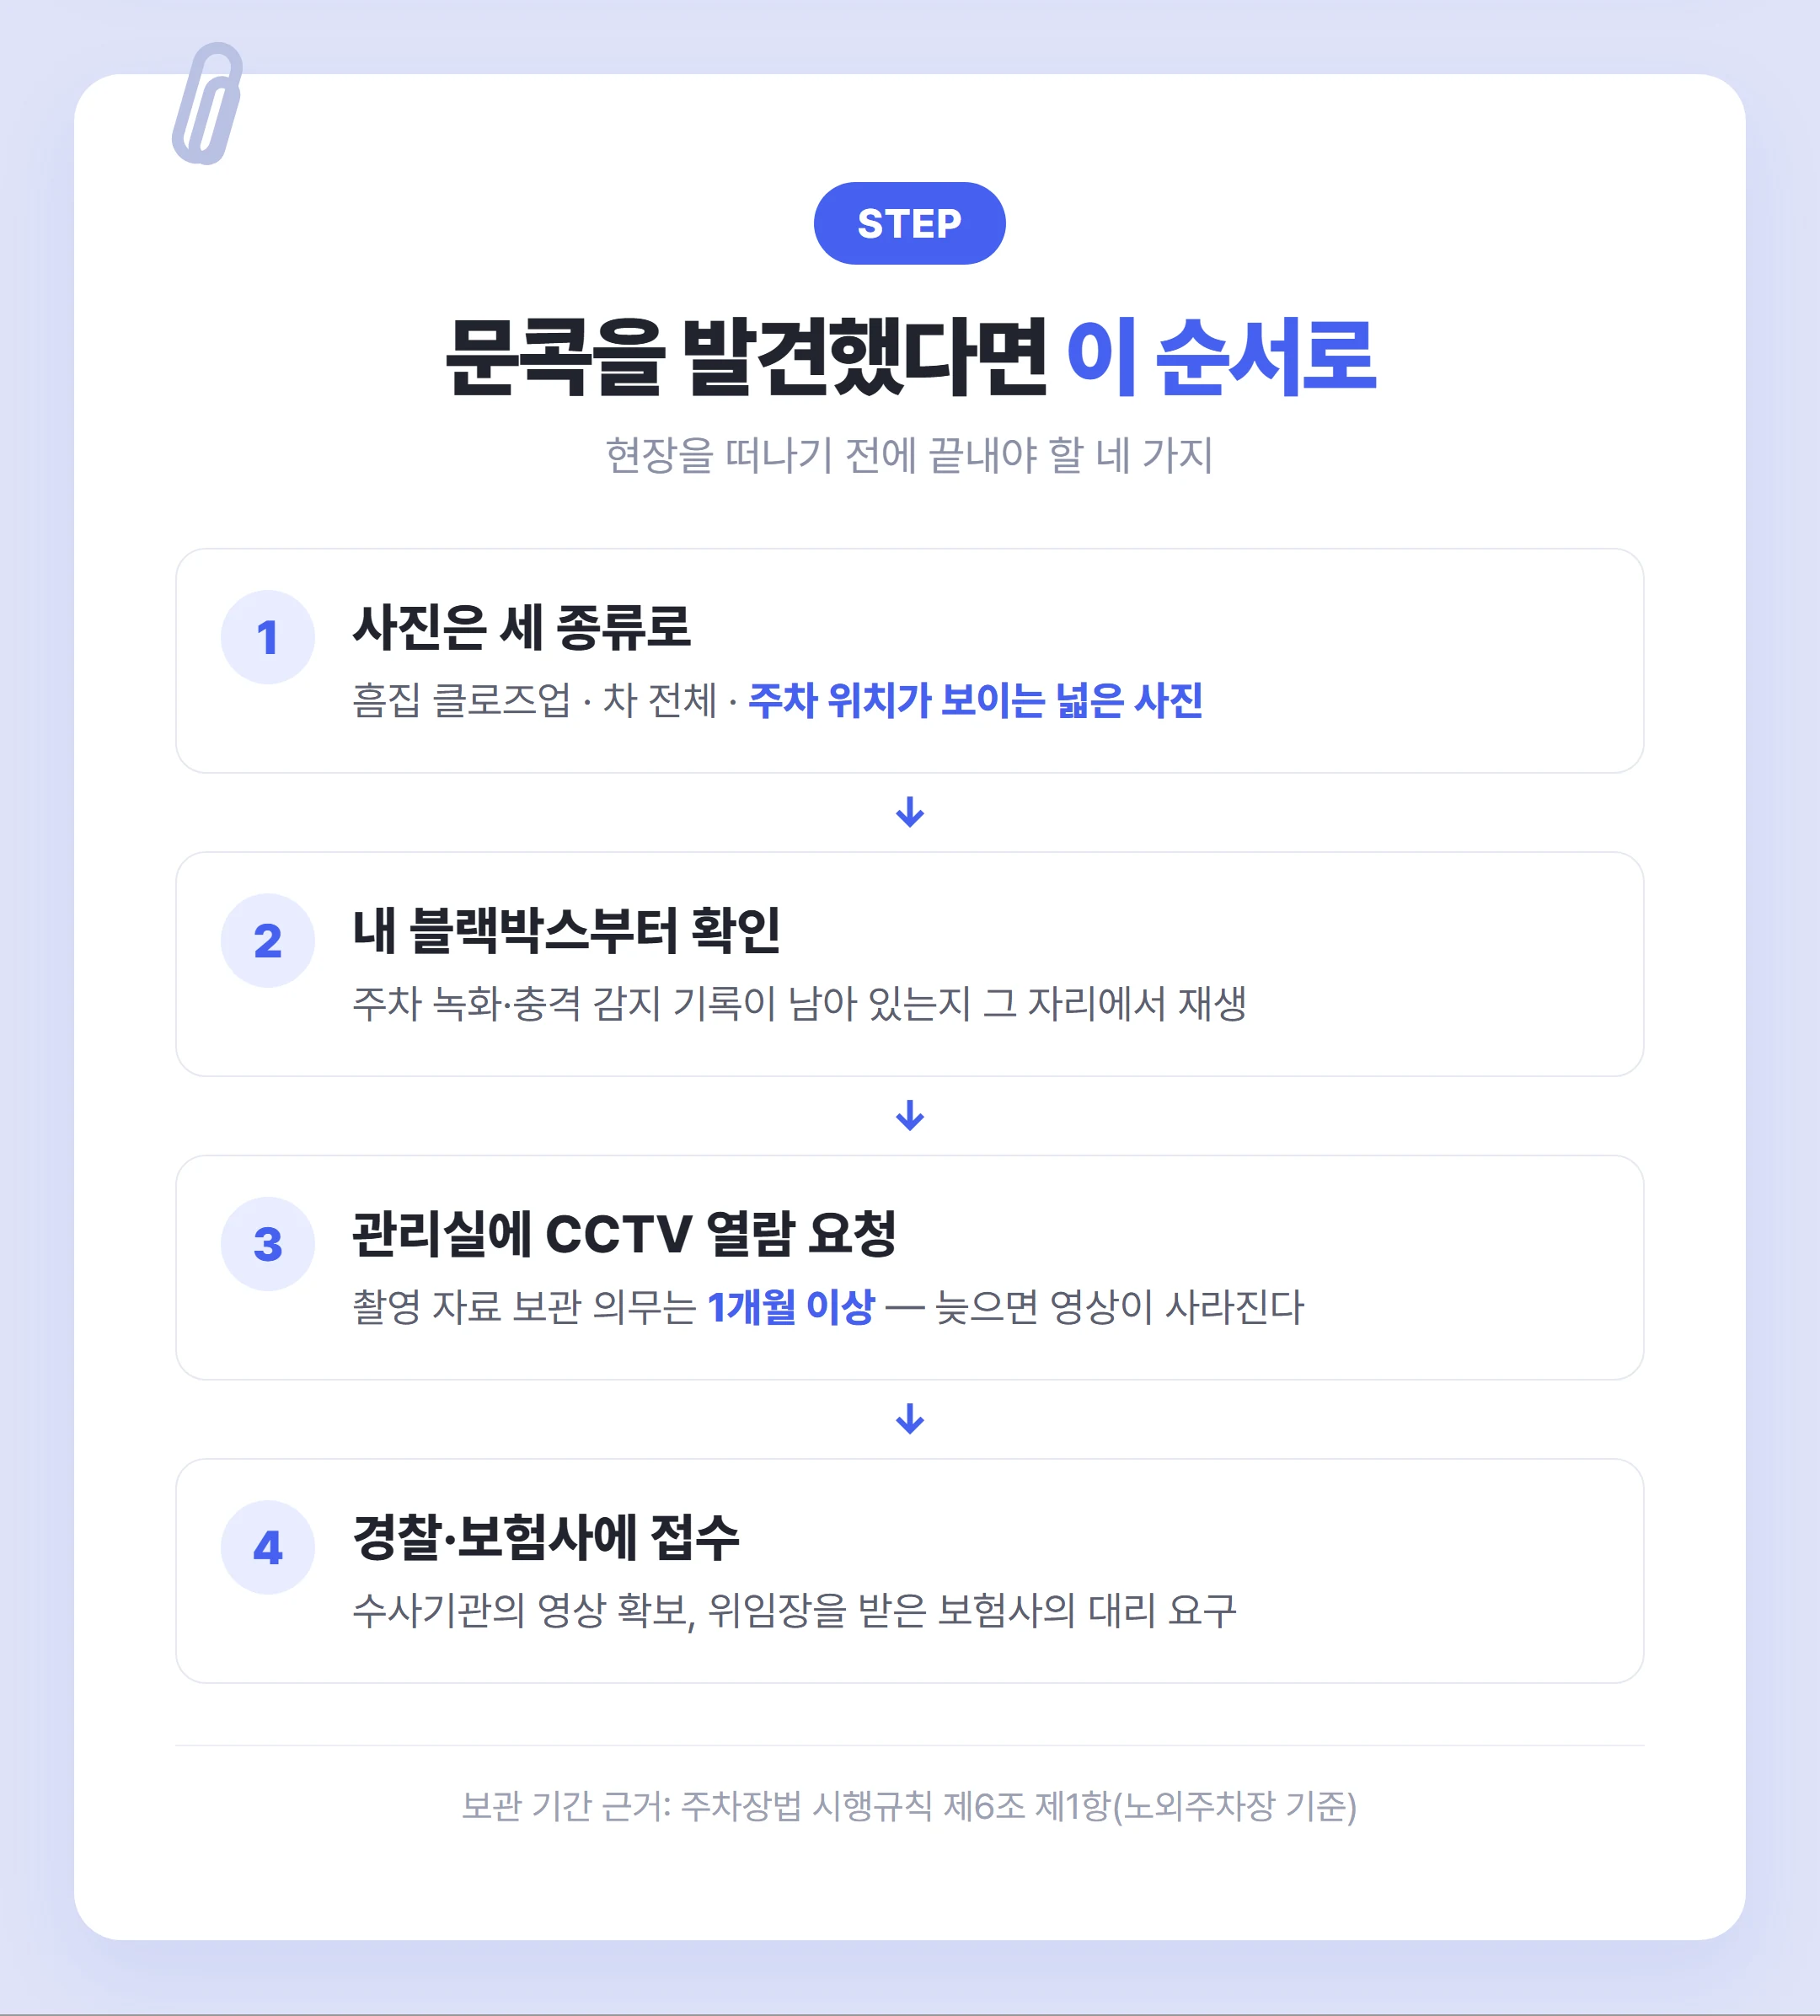 STEP
문콕을 발견했다면 이 순서로
현장을 떠나기 전에 끝내야 할 네 가지
1
사진은 세 종류로
흠집 클로즈업 · 차 전체 · 주차 위치가 보이는 넓은 사진
↓
2
내 블랙박스부터 확인
주차 녹화·충격 감지 기록이 남아 있는지 그 자리에서 재생
↓
3
관리실에 CCTV 열람 요청
촬영 자료 보관 의무는 1개월 이상 — 늦으면 영상이 사라진다
↓
4
경찰·보험사에 접수
수사기관의 영상 확보, 위임장을 받은 보험사의 대리 요구
보관 기간 근거: 주차장법 시행규칙 제6조 제1항(노외주차장 기준)